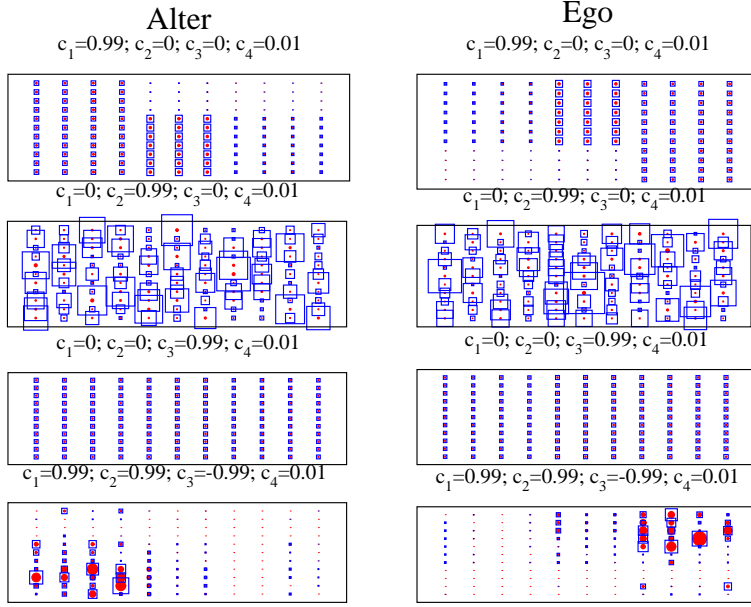 Alter
Ego
c1=0.99; c2=0; c3=0; c4=0.01
c1=0.99; c2=0; c3=0; c4=0.01
c1=0; c2=0.99; c3=0; c4=0.01
c1=0; c2=0.99; c3=0; c4=0.01
c1=0; c2=0; c3=0.99; c4=0.01
c1=0; c2=0; c3=0.99; c4=0.01
c1=0.99; c2=0.99; c3=-0.99; c4=0.01
c1=0.99; c2=0.99; c3=-0.99; c4=0.01